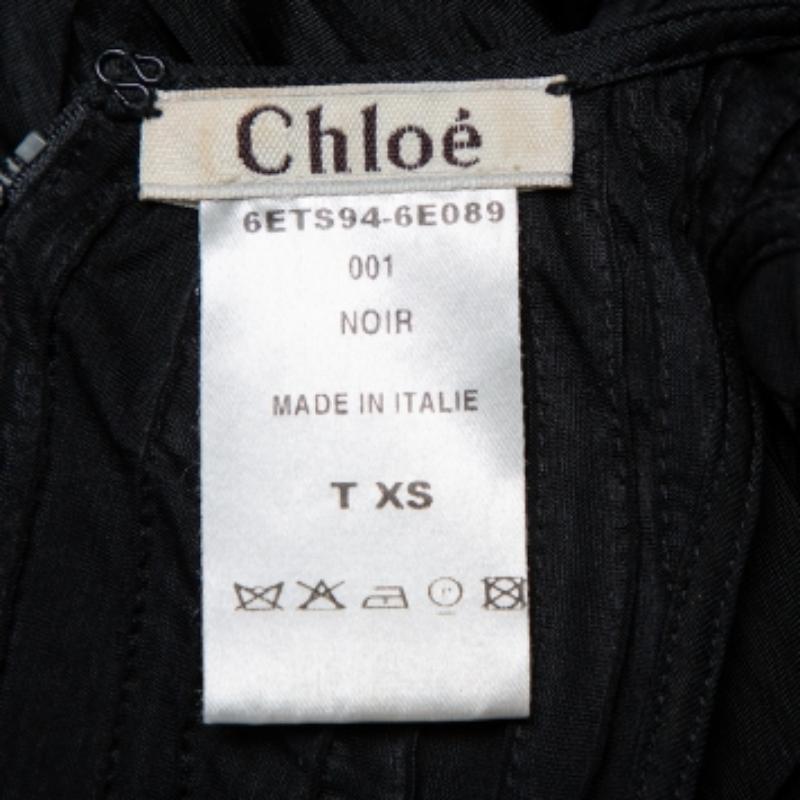 Chloé
6ETS94-6E089
001
NOIR
MADE IN ITALIE
T XS